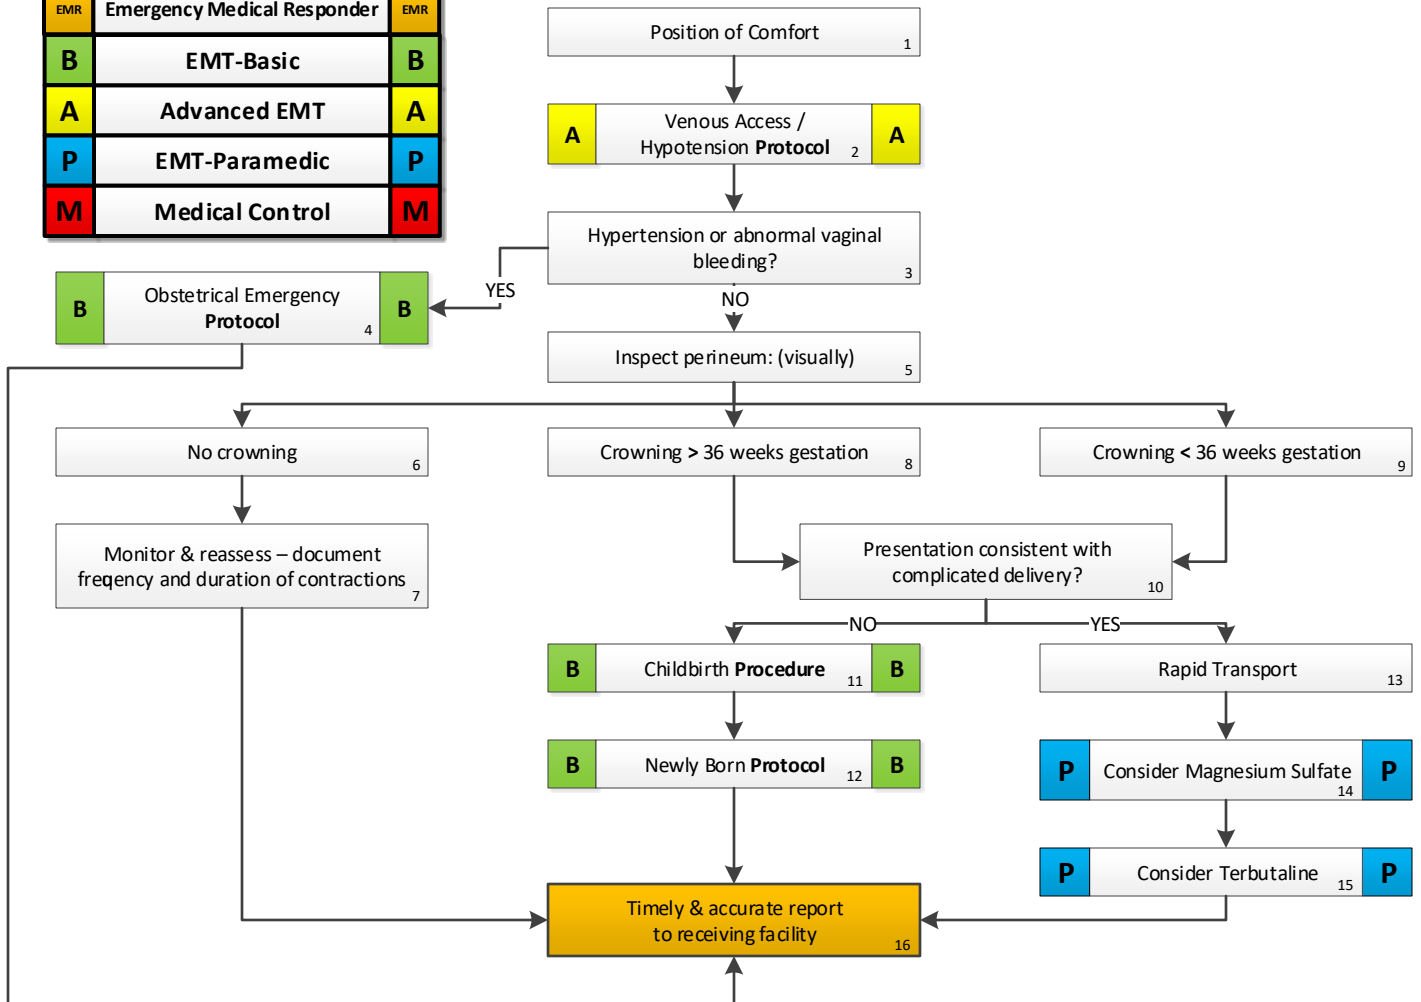 EMR Emergency Medical Responder EMR
B EMT-Basic B
A Advanced EMT A
P EMT-Paramedic P
M Medical Control M
Position of Comfort 1
A Venous Access / A
Hypotension Protocol 2
Hypertension or abnormal vaginal
bleeding? 3
YES
NO
B Obstetrical Emergency B
Protocol 4
Inspect perineum: (visually) 5
No crowning 6
Crowning > 36 weeks gestation 8
Crowning < 36 weeks gestation 9
Monitor & reassess – document
freqency and duration of contractions 7
Presentation consistent with
complicated delivery? 10
NO
YES
B Childbirth Procedure 11 B
Rapid Transport 13
B Newly Born Protocol 12 B
P Consider Magnesium Sulfate 14 P
P Consider Terbutaline 15 P
Timely & accurate report
to receiving facility 16